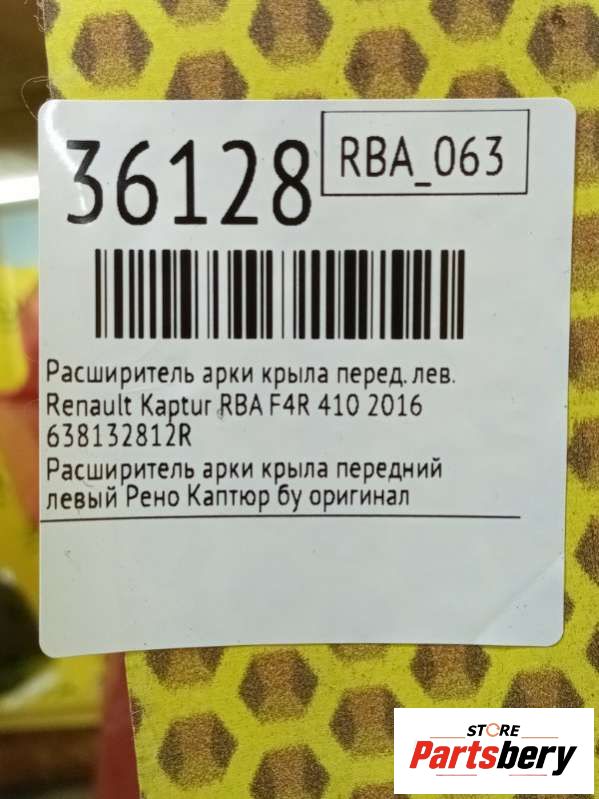 36128
RBA_063
Расширитель арки крыла перед. лев.
Renault Kaptur RBA F4R 410 2016
638132812R
Расширитель арки крыла передний
левый Рено Каптюр бу оригинал
STORE
Partsbery